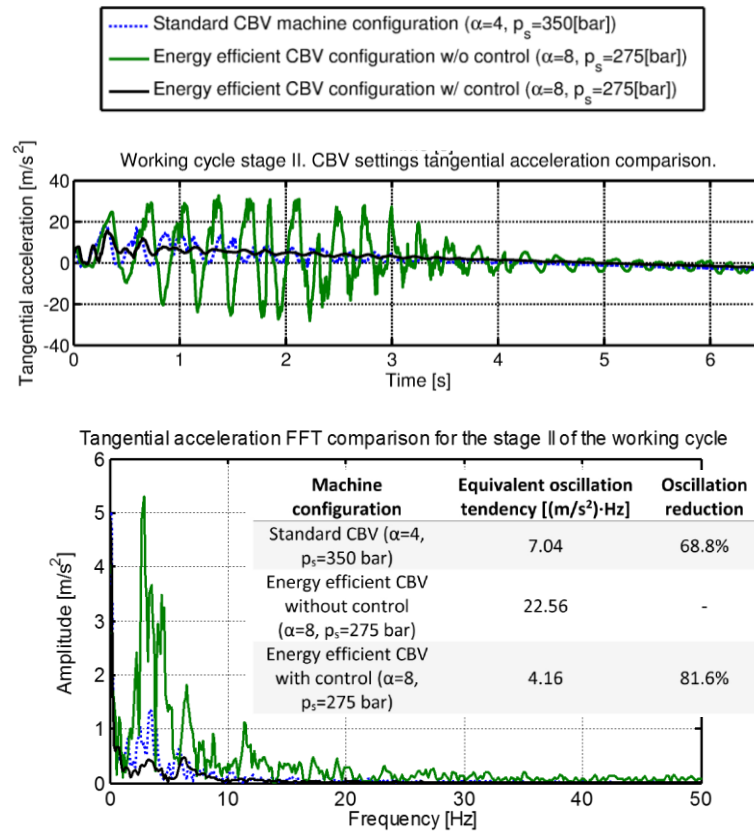 Standard CBV machine configuration (α=4, pₛ=350[bar])
Energy efficient CBV configuration w/o control (α=8, pₛ=275[bar])
Energy efficient CBV configuration w/ control (α=8, pₛ=275[bar])
Working cycle stage II. CBV settings tangential acceleration comparison.
Tangential acceleration [m/s²]
40
20
0
-20
-40
0 1 2 3 4 5 6
Time [s]
Tangential acceleration FFT comparison for the stage II of the working cycle
Amplitude [m/s²]
6
5
4
3
2
1
0
Machine configuration Equivalent oscillation tendency [(m/s²)·Hz] Oscillation reduction
Standard CBV (α=4, pₛ=350 bar) 7.04 68.8%
Energy efficient CBV without control (α=8, pₛ=275 bar) 22.56 -
Energy efficient CBV with control (α=8, pₛ=275 bar) 4.16 81.6%
0 10 20 30 40 50
Frequency [Hz]